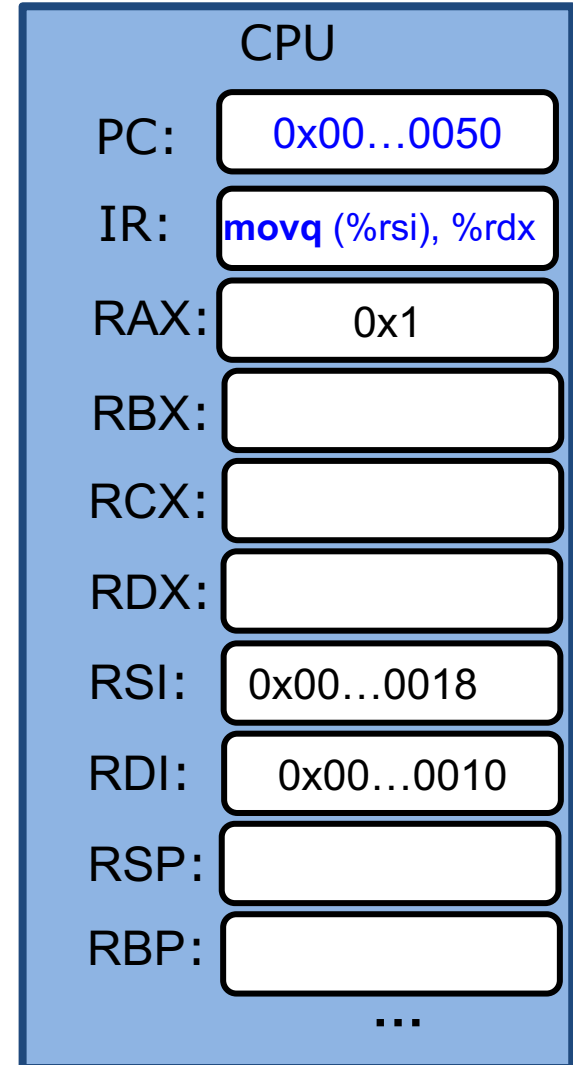 CPU
PC: 0x00…0050
IR: movq (%rsi), %rdx
RAX: 0x1
RBX:
RCX:
RDX:
RSI: 0x00…0018
RDI: 0x00…0010
RSP:
RBP:
…